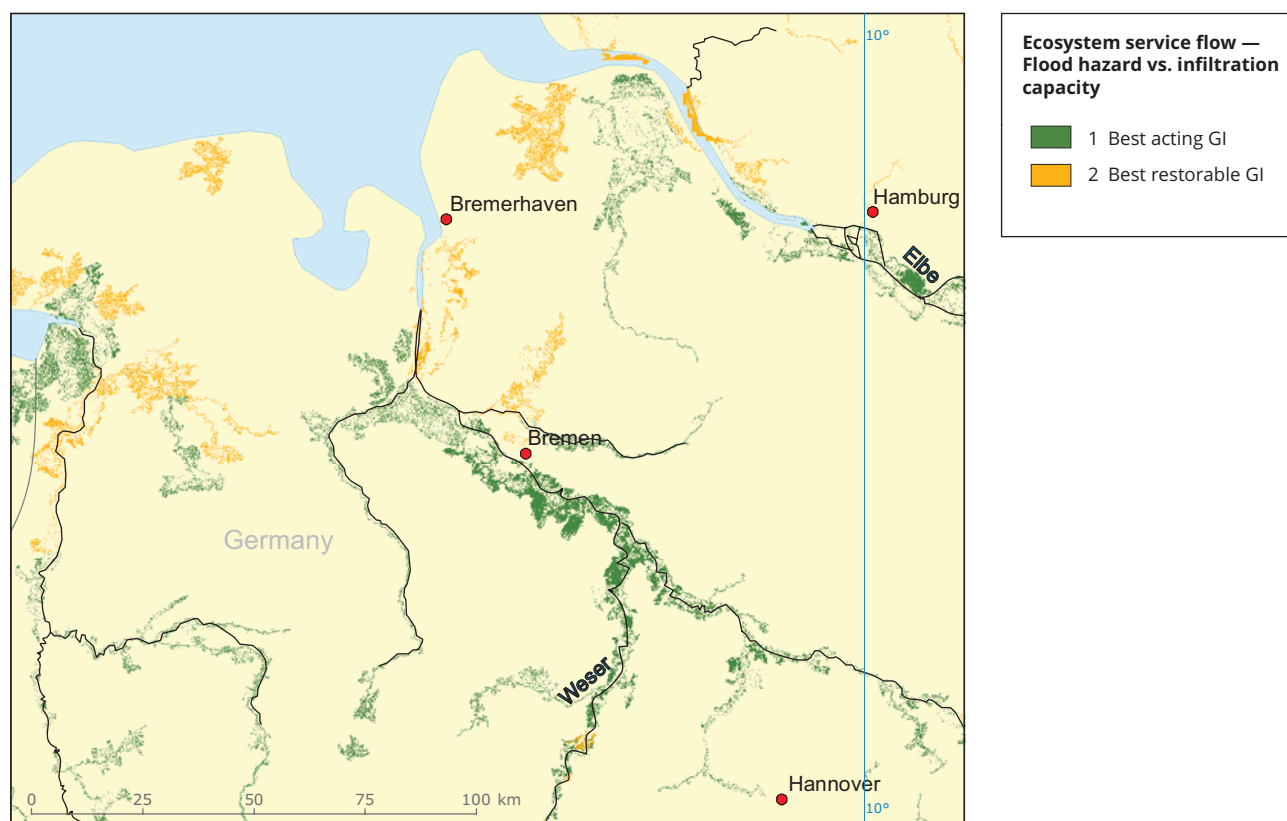 10°
Bremerhaven
Hamburg
Elbe
Bremen
Germany
Weser
Hannover
0 25 50 75 100 km
10°
Ecosystem service flow —
Flood hazard vs. infiltration
capacity
1 Best acting GI
2 Best restorable GI